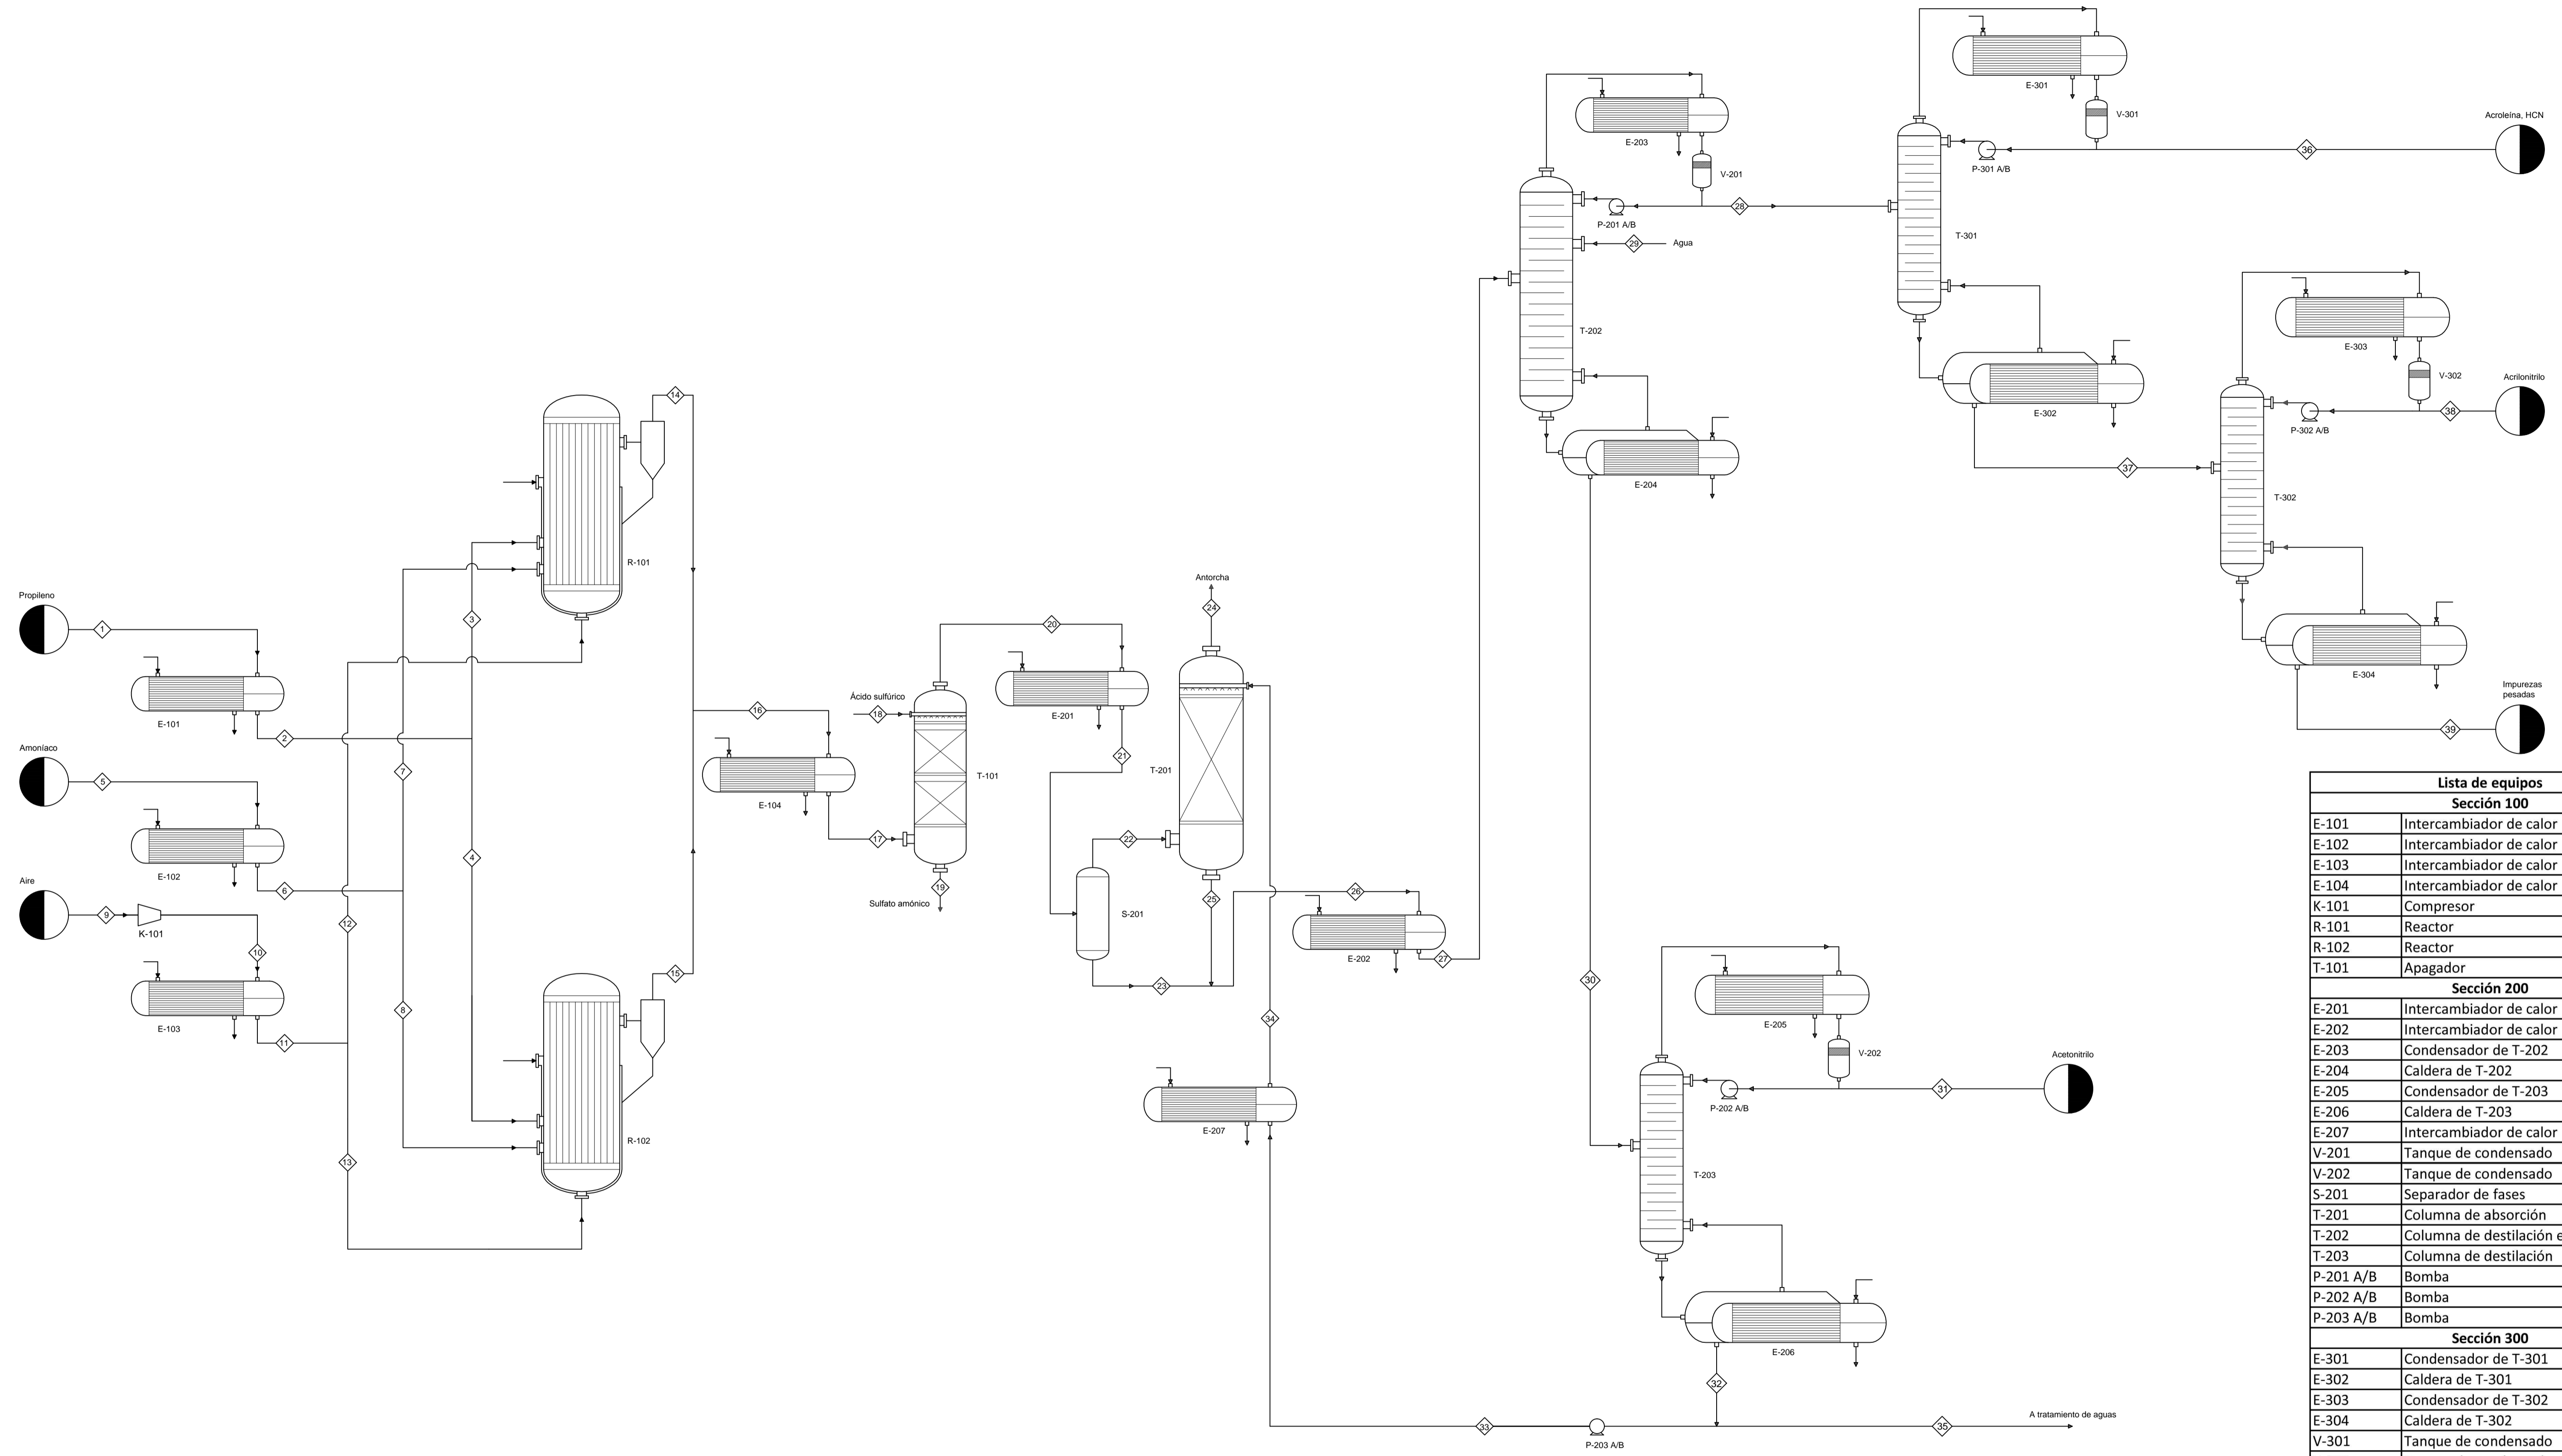 Propileno
1
E-101
2
Amoníaco
5
E-102
6
Aire
9
K-101
10
E-103
11
3
7
4
12
8
13
14
R-101
15
R-102
16
E-104
17
Ácido sulfúrico
18
T-101
19
Sulfato amónico
20
E-201
21
22
S-201
23
Antorcha
24
T-201
25
26
E-202
27
34
E-207
33
P-203 A/B
E-203
V-201
P-201 A/B
28
29
Agua
T-202
E-204
30
E-205
V-202
P-202 A/B
31
Acetonitrilo
T-203
E-206
32
35
A tratamiento de aguas
E-301
V-301
P-301 A/B
36
Acroleína, HCN
T-301
E-302
37
E-303
V-302
P-302 A/B
38
Acrilonitrilo
T-302
E-304
39
Impurezas
pesadas
Lista de equipos
Sección 100
E-101 Intercambiador de calor
E-102 Intercambiador de calor
E-103 Intercambiador de calor
E-104 Intercambiador de calor
K-101 Compresor
R-101 Reactor
R-102 Reactor
T-101 Apagador
Sección 200
E-201 Intercambiador de calor
E-202 Intercambiador de calor
E-203 Condensador de T-202
E-204 Caldera de T-202
E-205 Condensador de T-203
E-206 Caldera de T-203
E-207 Intercambiador de calor
V-201 Tanque de condensado
V-202 Tanque de condensado
S-201 Separador de fases
T-201 Columna de absorción
T-202 Columna de destilación
T-203 Columna de destilación
P-201 A/B Bomba
P-202 A/B Bomba
P-203 A/B Bomba
Sección 300
E-301 Condensador de T-301
E-302 Caldera de T-301
E-303 Condensador de T-302
E-304 Caldera de T-302
V-301 Tanque de condensado